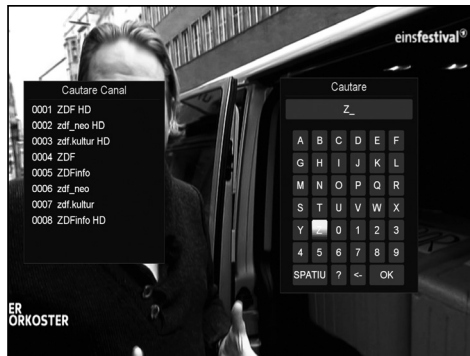 einsfestival
Cautare Canal
0001 ZDF HD
0002 zdf_neo HD
0003 zdf.kultur HD
0004 ZDF
0005 ZDFinfo
0006 zdf_neo
0007 zdf.kultur
0008 ZDFinfo HD
Cautare
Z_
A B C D E F
G H I J K L
M N O P Q R
S T U V W X
Y Z 0 1 2 3
4 5 6 7 8 9
SPATIU ? <- OK
ER
ORKOSTER